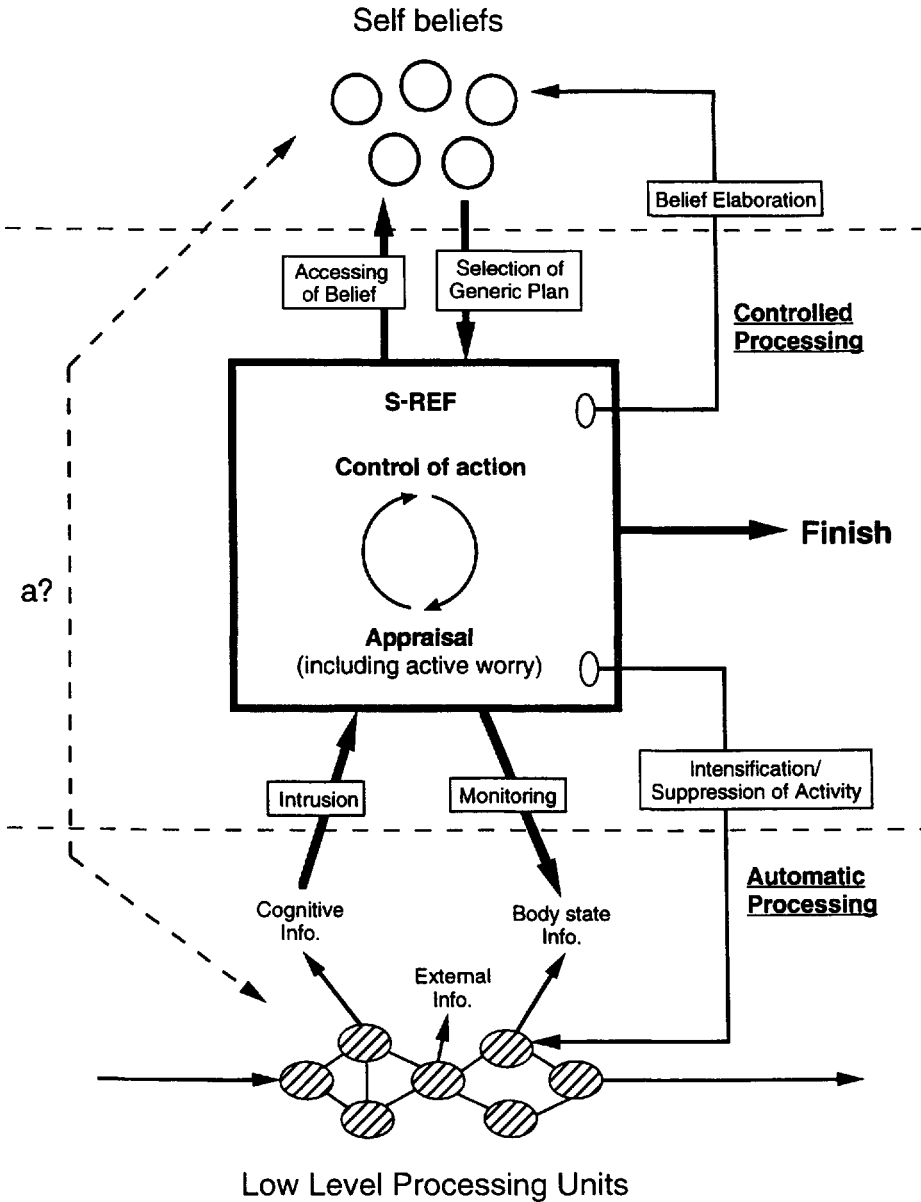 Self beliefs
Belief Elaboration
Accessing
of Belief
Selection of
Generic Plan
Controlled
Processing
S-REF
Control of action
Finish
a?
Appraisal
(including active worry)
Intrusion
Monitoring
Intensification/
Suppression of Activity
Automatic
Processing
Cognitive
Info.
Body state
Info.
External
Info.
Low Level Processing Units